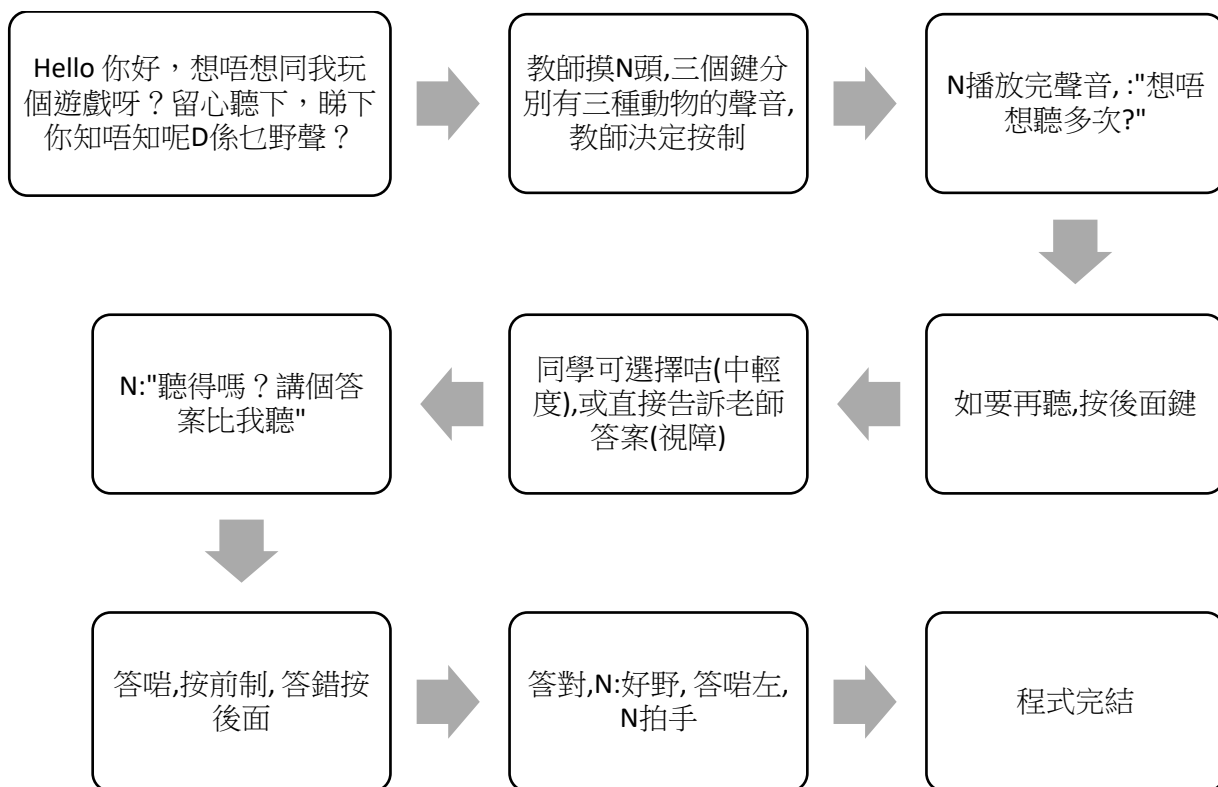 Hello 你好，想唔想同我玩
個遊戲呀？留心聽下，睇下
你知唔知呢D係乜野聲？
教師摸N頭,三個鍵分
別有三種動物的聲音,
教師決定按制
N播放完聲音, :"想唔
想聽多次?"
如要再聽,按後面鍵
同學可選擇咭(中輕
度),或直接告訴老師
答案(視障)
N:"聽得嗎？講個答
案比我聽"
答啱,按前制, 答錯按
後面
答對,N:好野, 答啱左,
N拍手
程式完結